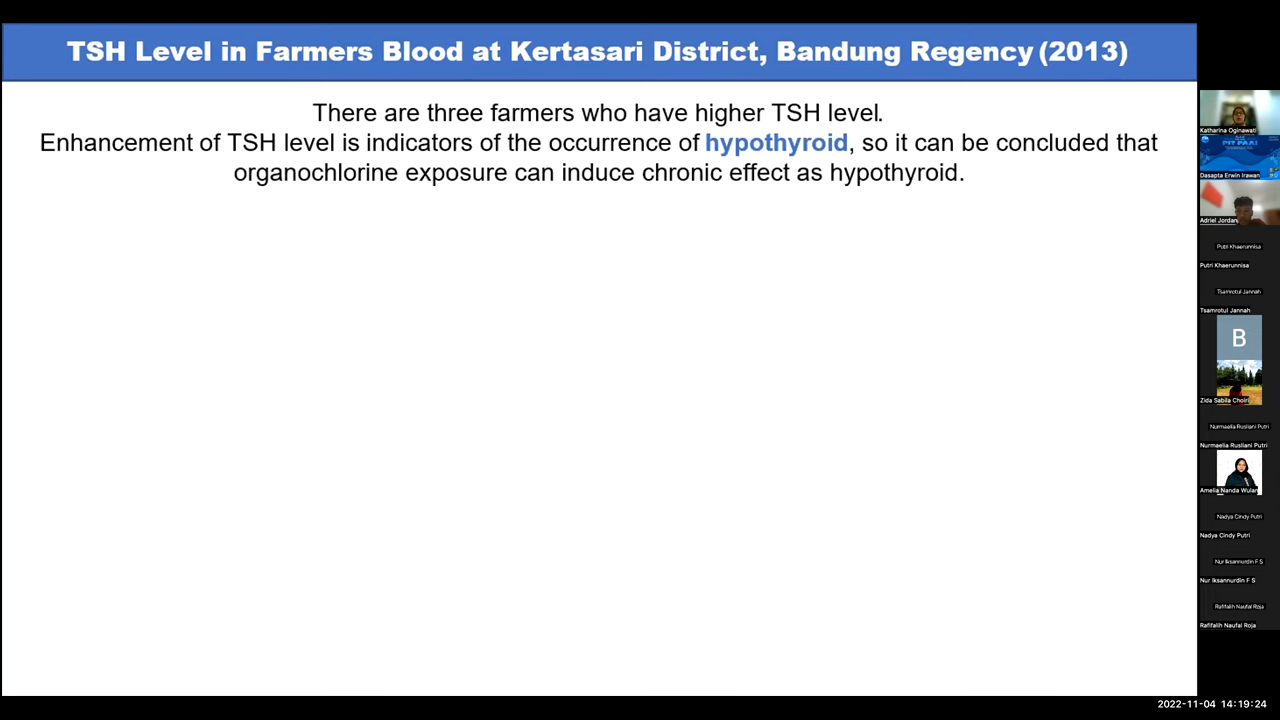 TSH Level in Farmers Blood at Kertasari District, Bandung Regency (2013)
There are three farmers who have higher TSH level.
Enhancement of TSH level is indicators of the occurrence of hypothyroid, so it can be concluded that
organochlorine exposure can induce chronic effect as hypothyroid.
Katharina Oginawati
PIT PAAI
Dasapta Erwin Irawan
Adriel Jordan
Putri Khaerunnisa
Putri Khaerunnisa
Tsamrotul Jannah
Tsamrotul Jannah
B
Zida Sabila Choiri
Nurmaelia Rusliani Putri
Nurmaelia Rusliani Putri
Amelia Nanda Wulan
Nadya Cindy Putri
Nadya Cindy Putri
Nur Iksannurdin F S
Nur Iksannurdin F S
Rafifalih Naufal Roja
Rafifalih Naufal Roja
2022-11-04 14:19:24